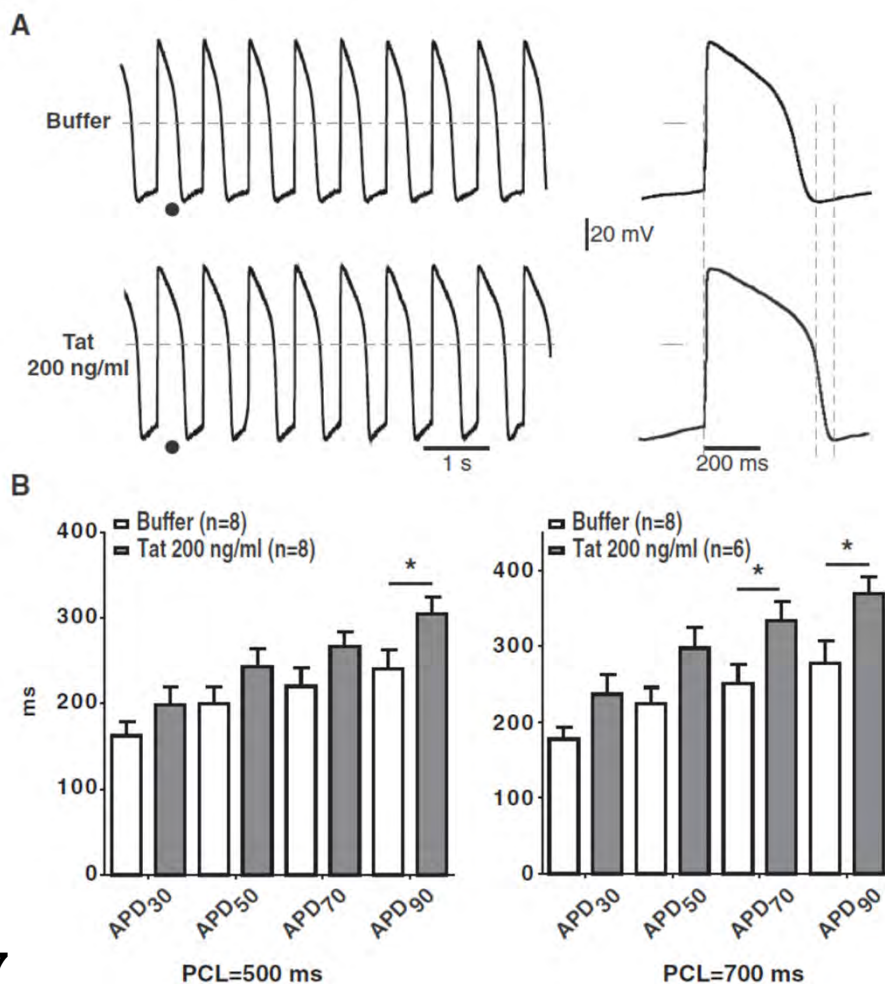 A
Buffer
20 mV
Tat
200 ng/ml
1 s
200 ms
B
Buffer (n=8)
Tat 200 ng/ml (n=8)
*
400
300
200
100
0
ms
APD30
APD50
APD70
APD90
PCL=500 ms
Buffer (n=8)
Tat 200 ng/ml (n=6)
*
*
400
300
200
100
0
APD30
APD50
APD70
APD90
PCL=700 ms